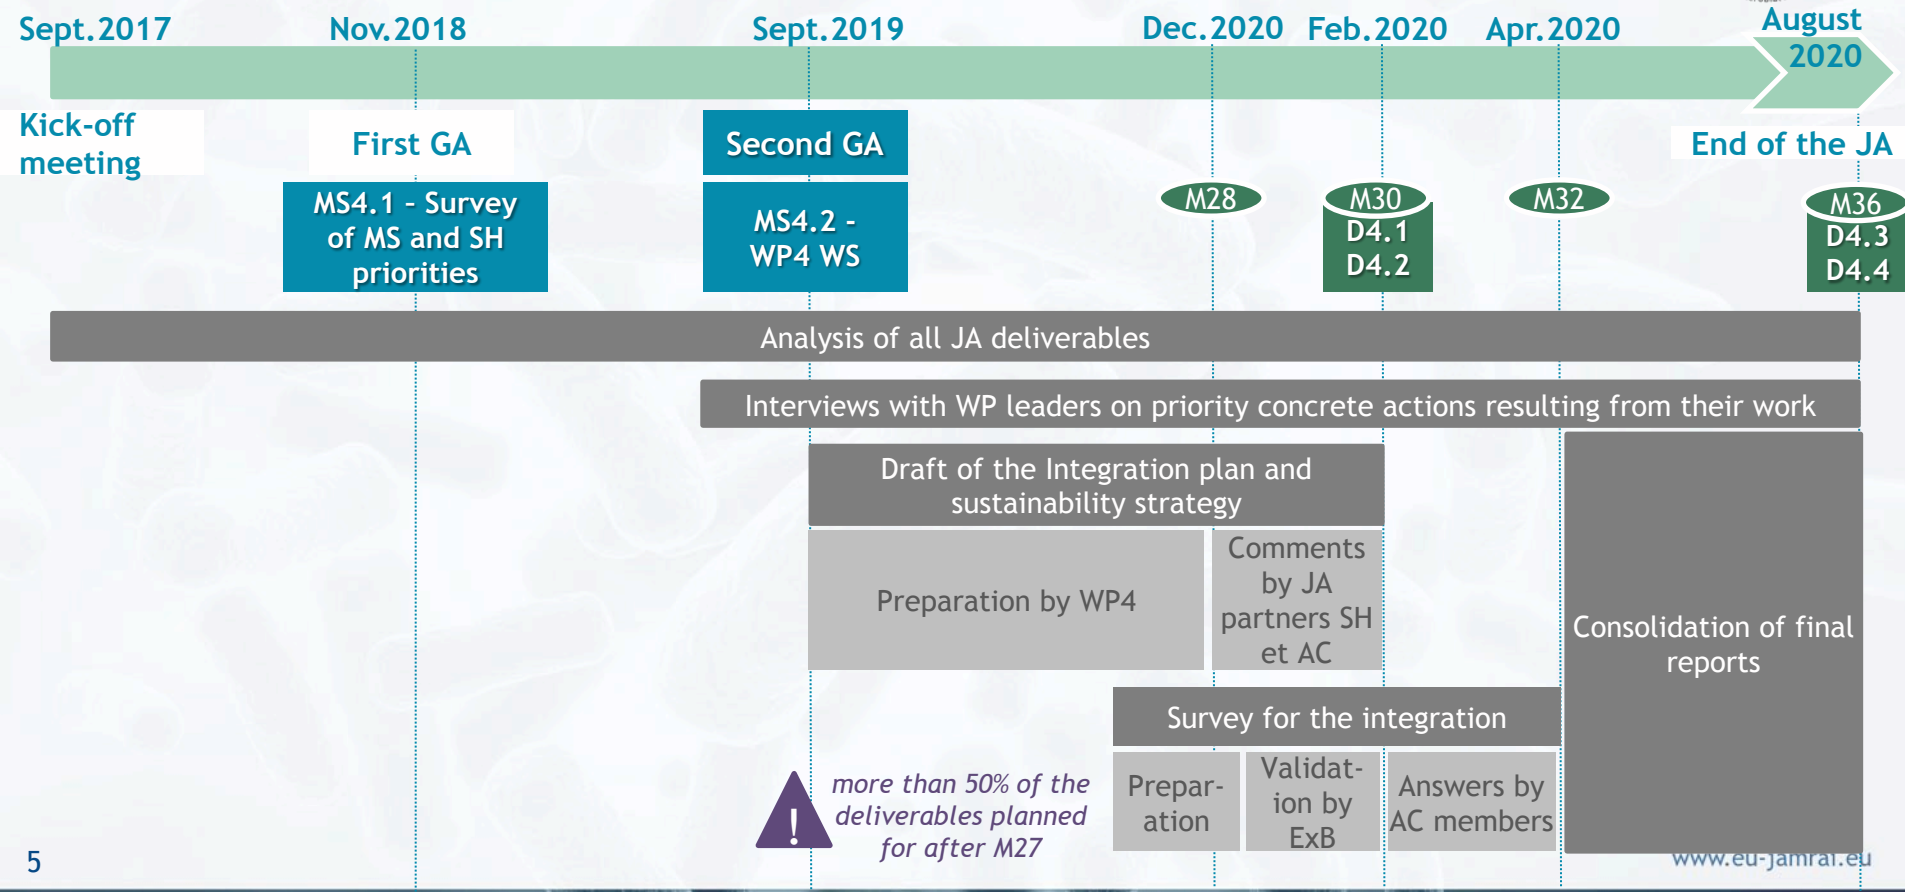 Sept.2017
Nov.2018
Sept.2019
Dec.2020
Feb.2020
Apr.2020
August
2020
Kick-off
meeting
First GA
Second GA
End of the JA
MS4.1 – Survey
of MS and SH
priorities
MS4.2 –
WP4 WS
M28
M30
D4.1
D4.2
M32
M36
D4.3
D4.4
Analysis of all JA deliverables
Interviews with WP leaders on priority concrete actions resulting from their work
Draft of the Integration plan and
sustainability strategy
Preparation by WP4
Comments
by JA
partners SH
et AC
Consolidation of final
reports
Survey for the integration
Prepar-
ation
Validat-
ion by
ExB
Answers by
AC members
!
more than 50% of the
deliverables planned
for after M27
5
www.eu-jamrai.eu